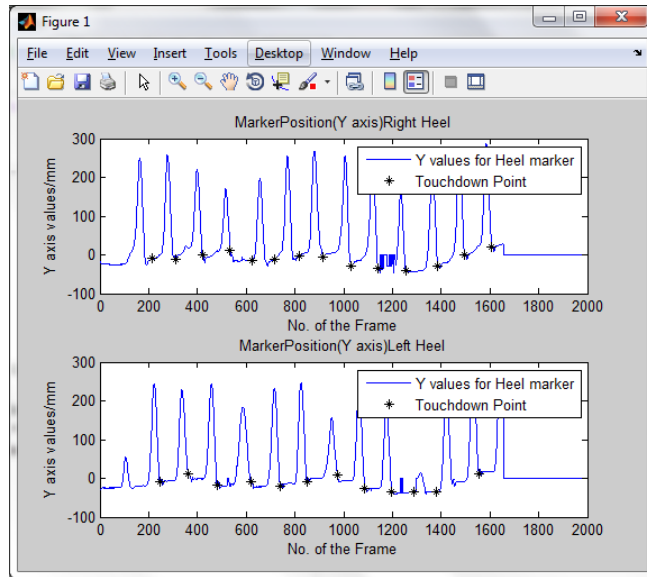 Figure 1
File Edit View Insert Tools Desktop Window Help
MarkerPosition(Y axis)Right Heel
300
200
100
0
-100
Y axis values/mm
Y values for Heel marker
Touchdown Point
0 200 400 600 800 1000 1200 1400 1600 1800 2000
No. of the Frame
MarkerPosition(Y axis)Left Heel
300
200
100
0
-100
Y axis values/mm
Y values for Heel marker
Touchdown Point
0 200 400 600 800 1000 1200 1400 1600 1800 2000
No. of the Frame